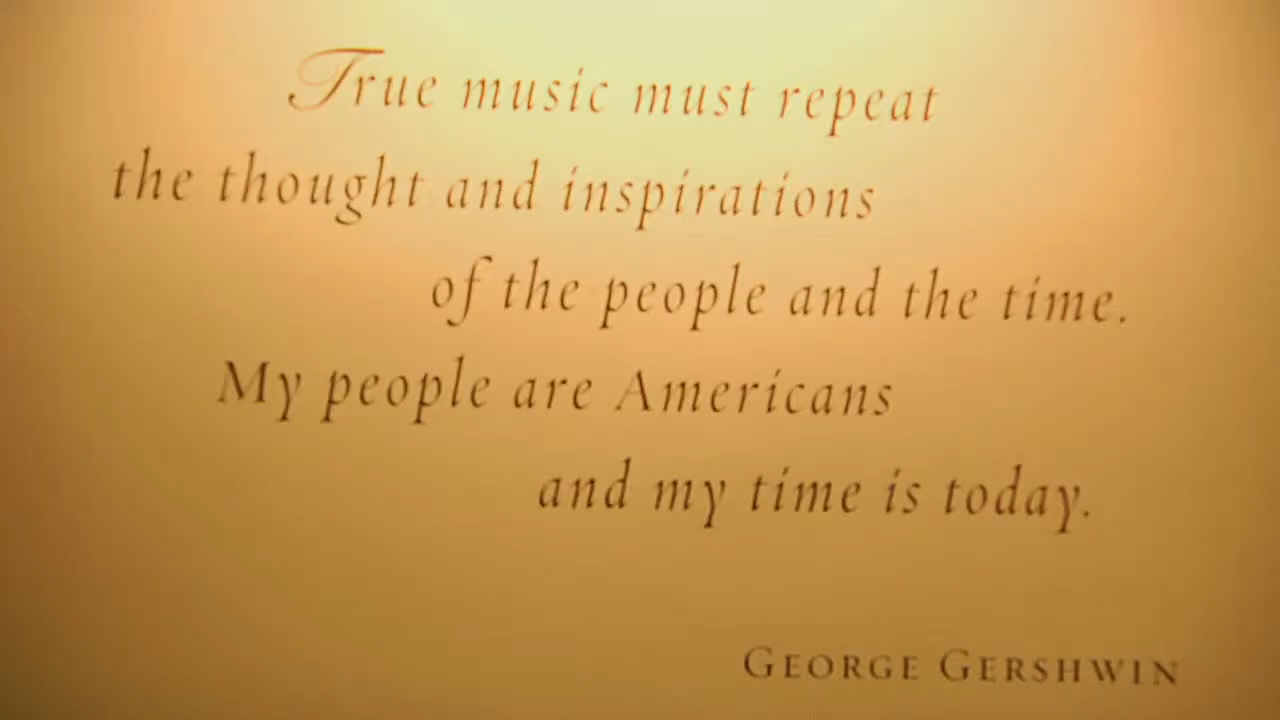 True music must repeat
the thought and inspirations
of the people and the time.
My people are Americans
and my time is today.
GEORGE GERSHWIN